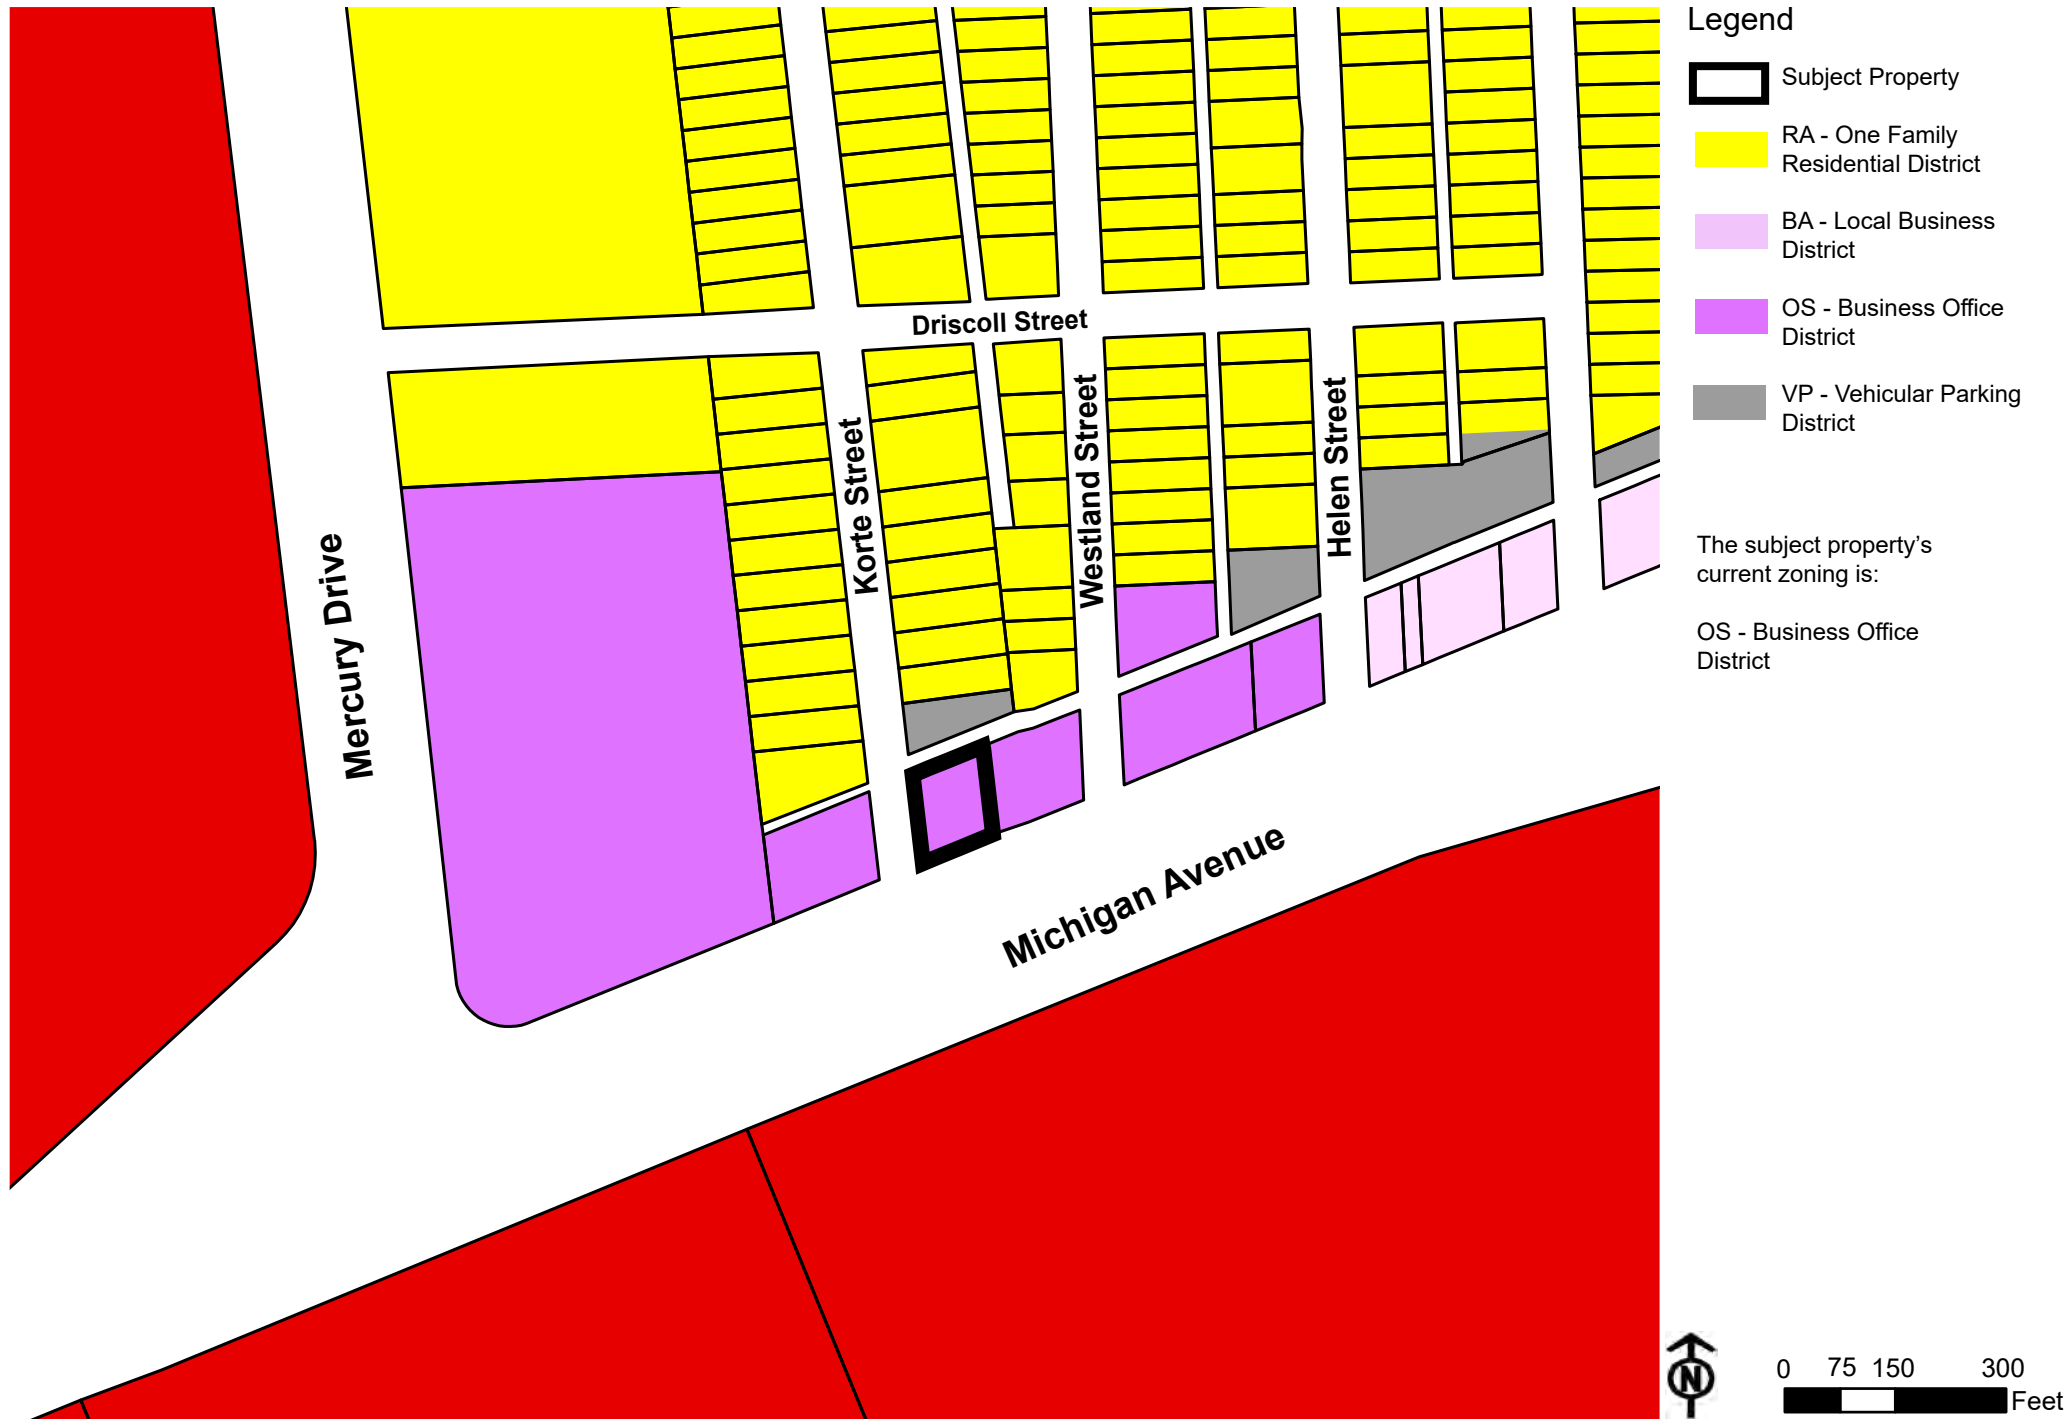 Legend
Subject Property
RA - One Family
Residential District
BA - Local Business
District
OS - Business Office
District
VP - Vehicular Parking
District
The subject property’s
current zoning is:
OS - Business Office
District
Driscoll Street
Mercury Drive
Korte Street
Westland Street
Helen Street
Michigan Avenue
N
0 75 150 300
Feet